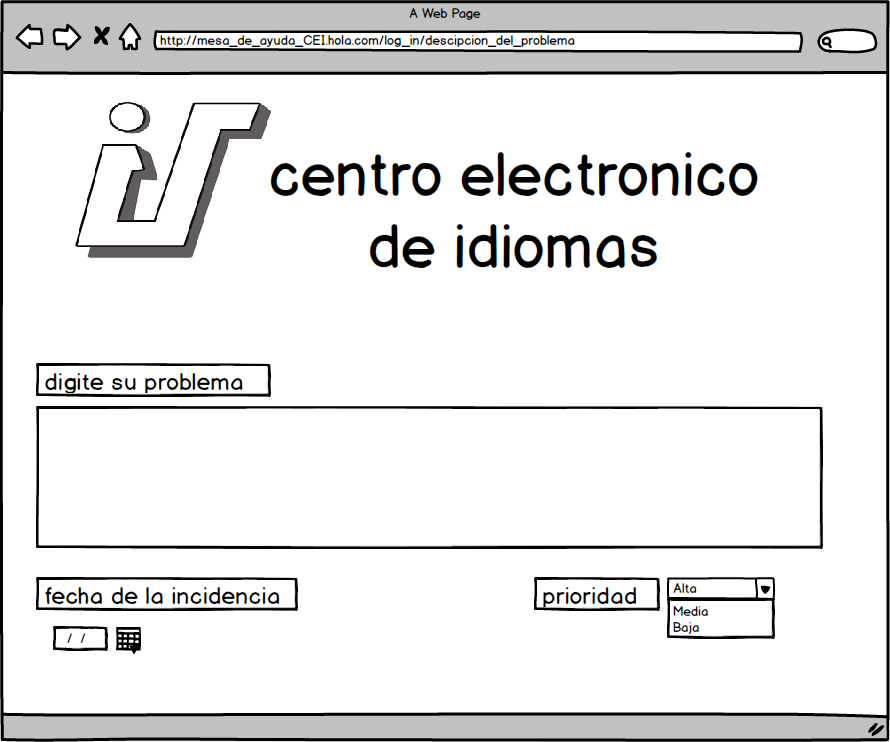 A Web Page
http://mesa_de_ayuda_CEI.hola.com/log_in/descipcion_del_problema
centro electronico
de idiomas
digite su problema
fecha de la incidencia
prioridad
Alta
Media
Baja
/ /